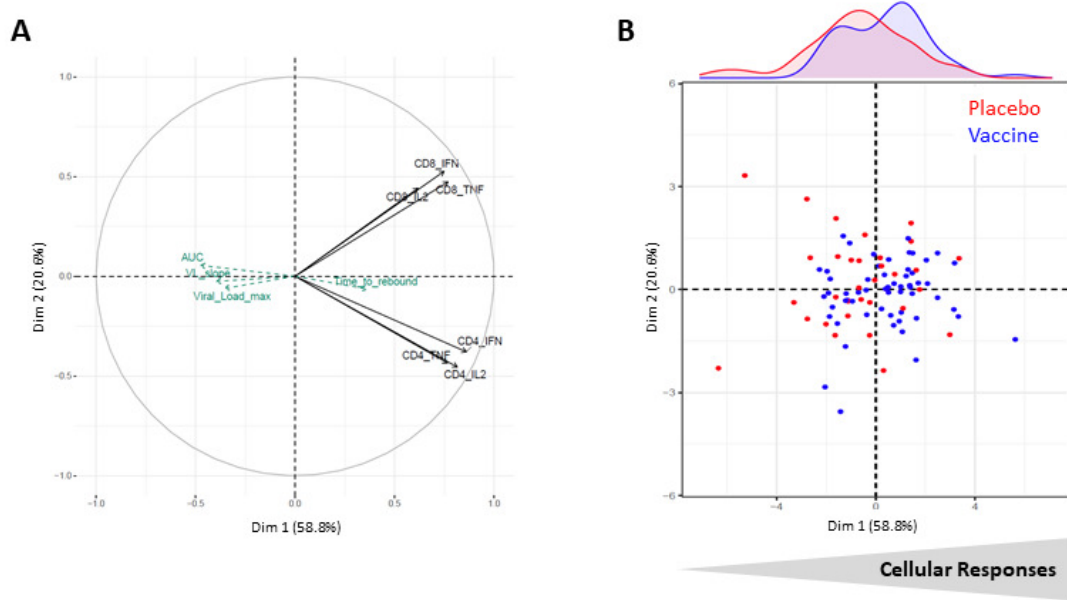 A
1.0
0.5
0.0
-0.5
-1.0
-1.0
-0.5
0.0
0.5
1.0
Dim 2 (20.6%)
Dim 1 (58.8%)
CD8_IFN
CD8_TNF
CD8_IL2
AUC
VL_slope
Viral_Load_max
Time_to_rebound
CD4_IFN
CD4_TNF
CD4_IL2
B
Placebo
Vaccine
6
3
0
-3
-6
-4
0
4
Dim 2 (20.6%)
Dim 1 (58.8%)
Cellular Responses